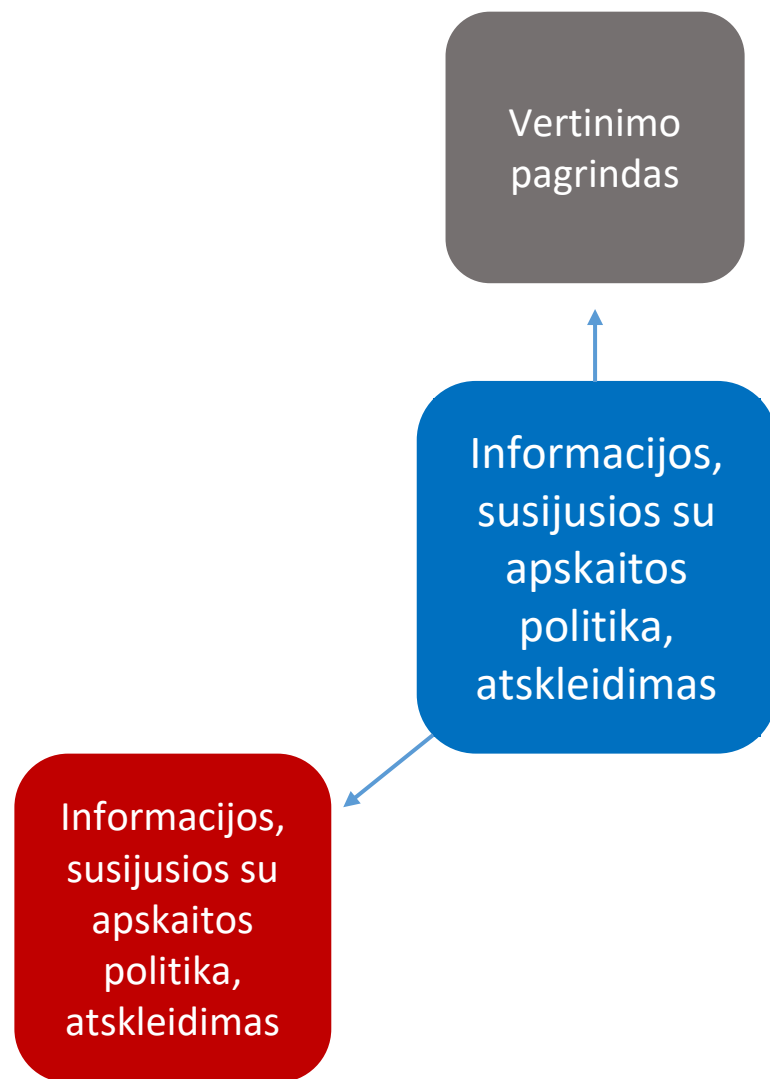 Vertinimo
pagrindas
Informacijos,
susijusios su
apskaitos
politika,
atskleidimas
Informacijos,
susijusios su
apskaitos
politika,
atskleidimas